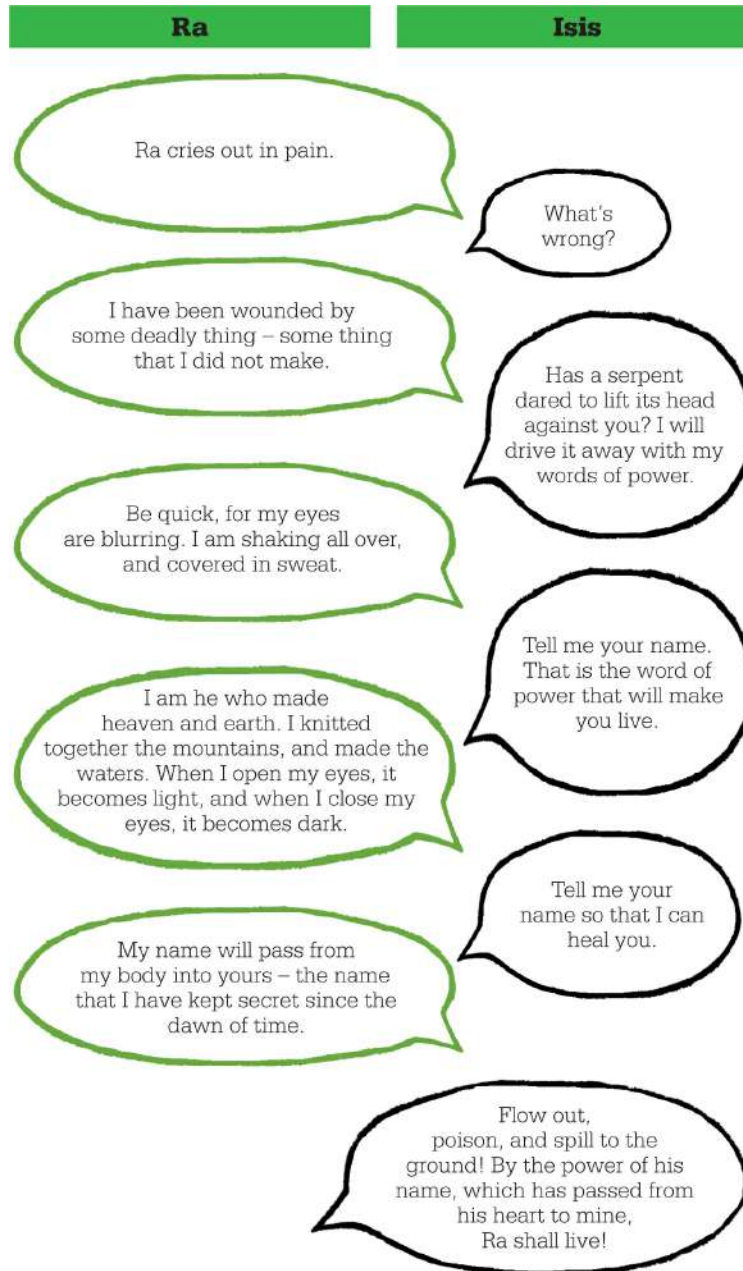 Ra
Isis
Ra cries out in pain.
What's
wrong?
I have been wounded by
some deadly thing – some thing
that I did not make.
Has a serpent
dared to lift its head
against you? I will
drive it away with my
words of power.
Be quick, for my eyes
are blurring. I am shaking all over,
and covered in sweat.
Tell me your name.
That is the word of
power that will make
you live.
I am he who made
heaven and earth. I knitted
together the mountains, and made the
waters. When I open my eyes, it
becomes light, and when I close my
eyes, it becomes dark.
Tell me your
name so that I can
heal you.
My name will pass from
my body into yours – the name
that I have kept secret since the
dawn of time.
Flow out,
poison, and spill to the
ground! By the power of his
name, which has passed from
his heart to mine,
Ra shall live!